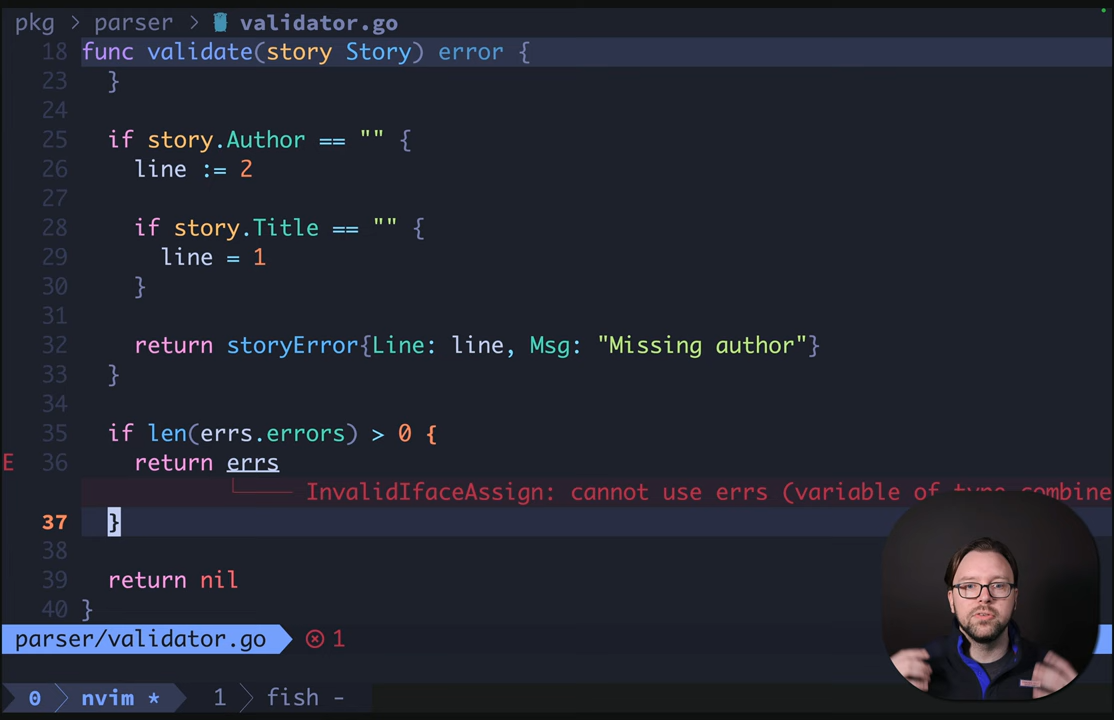 pkg > parser > validator.go
18 func validate(story Story) error {
23 }
24
25 if story.Author == "" {
26 line := 2
27
28 if story.Title == "" {
29 line = 1
30 }
31
32 return storyError{Line: line, Msg: "Missing author"}
33 }
34
35 if len(errs.errors) > 0 {
E 36 return errs
InvalidIfaceAssign: cannot use errs (variable of type combine
37 }
38
39 return nil
40 }
parser/validator.go 1
0 nvim * 1 fish -